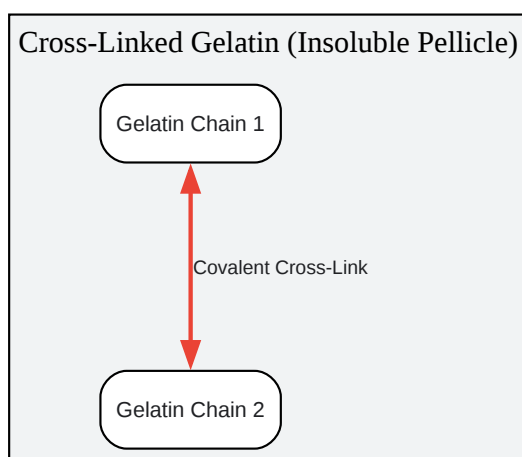 Cross-Linked Gelatin (Insoluble Pellicle)
Gelatin Chain 1
Covalent Cross-Link
Gelatin Chain 2